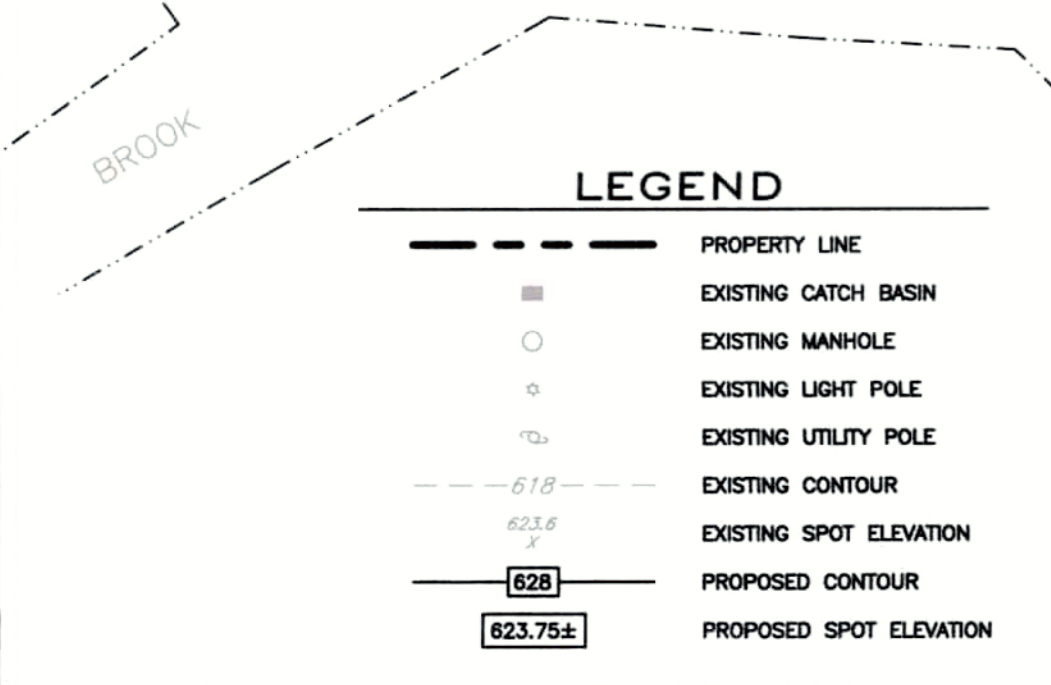 BROOK
LEGEND
PROPERTY LINE
EXISTING CATCH BASIN
EXISTING MANHOLE
EXISTING LIGHT POLE
EXISTING UTILITY POLE
618 EXISTING CONTOUR
623.6
X
EXISTING SPOT ELEVATION
628 PROPOSED CONTOUR
623.75± PROPOSED SPOT ELEVATION